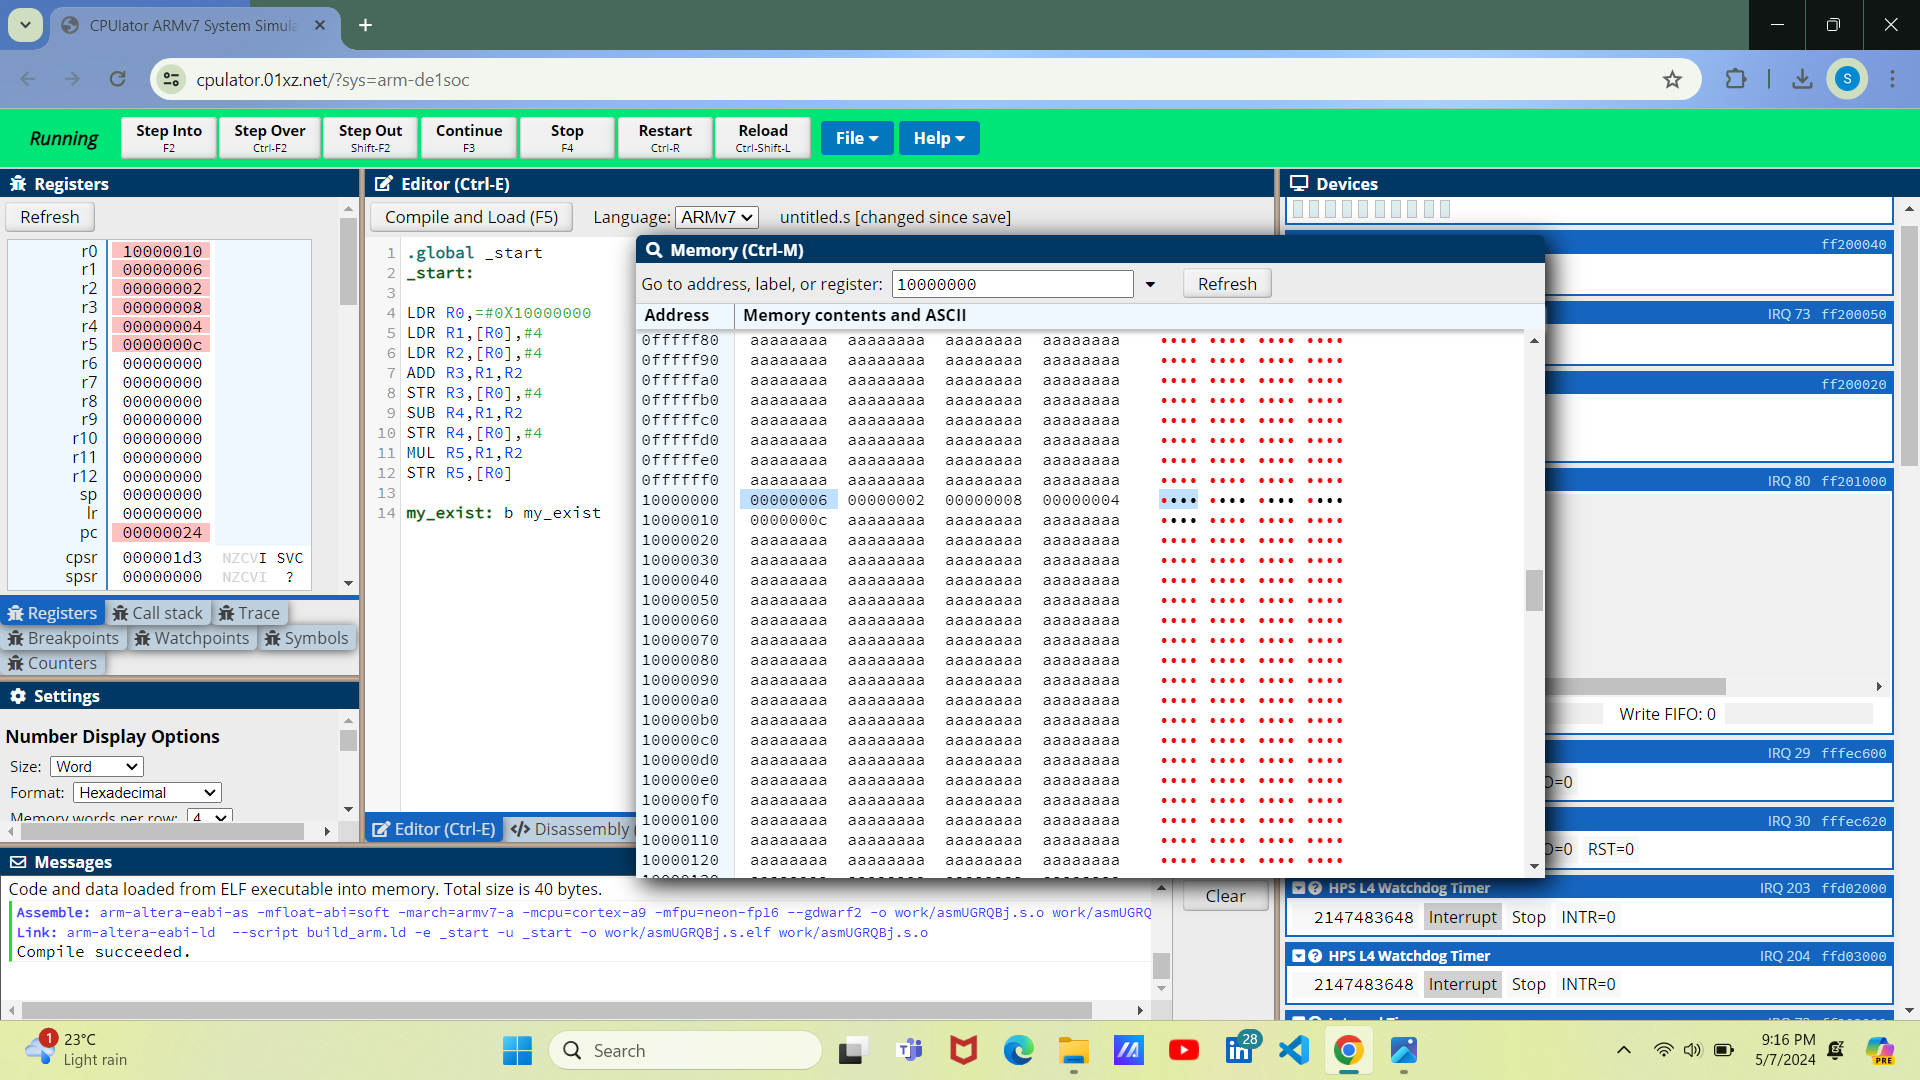 CPUlator ARMv7 System Simula
cpulator.01xz.net/?sys=arm-de1soc
S
Running
Step Into
F2
Step Over
Ctrl-F2
Step Out
Shift-F2
Continue
F3
Stop
F4
Restart
Ctrl-R
Reload
Ctrl-Shift-L
File
Help
Registers
Refresh
r0 10000010
r1 00000006
r2 00000002
r3 00000008
r4 00000004
r5 0000000c
r6 00000000
r7 00000000
r8 00000000
r9 00000000
r10 00000000
r11 00000000
r12 00000000
sp 00000000
lr 00000000
pc 00000024
cpsr 000001d3 NZCVI SVC
spsr 00000000 NZCVI ?
Registers Call stack Trace
Breakpoints Watchpoints Symbols
Counters
Settings
Number Display Options
Size: Word
Format: Hexadecimal
Memory words per row: 4
Editor (Ctrl-E)
Compile and Load (F5) Language: ARMv7 untitled.s [changed since save]
1 .global _start
2 _start:
3
4 LDR R0,=#0X10000000
5 LDR R1,[R0],#4
6 LDR R2,[R0],#4
7 ADD R3,R1,R2
8 STR R3,[R0],#4
9 SUB R4,R1,R2
10 STR R4,[R0],#4
11 MUL R5,R1,R2
12 STR R5,[R0]
13
14 my_exist: b my_exist
Editor (Ctrl-E) Disassembly (
Memory (Ctrl-M)
Go to address, label, or register: 10000000 Refresh
Address Memory contents and ASCII
0fffff80 aaaaaaaa aaaaaaaa aaaaaaaa aaaaaaaa
0fffff90 aaaaaaaa aaaaaaaa aaaaaaaa aaaaaaaa
0fffffa0 aaaaaaaa aaaaaaaa aaaaaaaa aaaaaaaa
0fffffb0 aaaaaaaa aaaaaaaa aaaaaaaa aaaaaaaa
0fffffc0 aaaaaaaa aaaaaaaa aaaaaaaa aaaaaaaa
0fffffd0 aaaaaaaa aaaaaaaa aaaaaaaa aaaaaaaa
0fffffe0 aaaaaaaa aaaaaaaa aaaaaaaa aaaaaaaa
0ffffff0 aaaaaaaa aaaaaaaa aaaaaaaa aaaaaaaa
10000000 00000006 00000002 00000008 00000004
10000010 0000000c aaaaaaaa aaaaaaaa aaaaaaaa
10000020 aaaaaaaa aaaaaaaa aaaaaaaa aaaaaaaa
10000030 aaaaaaaa aaaaaaaa aaaaaaaa aaaaaaaa
10000040 aaaaaaaa aaaaaaaa aaaaaaaa aaaaaaaa
10000050 aaaaaaaa aaaaaaaa aaaaaaaa aaaaaaaa
10000060 aaaaaaaa aaaaaaaa aaaaaaaa aaaaaaaa
10000070 aaaaaaaa aaaaaaaa aaaaaaaa aaaaaaaa
10000080 aaaaaaaa aaaaaaaa aaaaaaaa aaaaaaaa
10000090 aaaaaaaa aaaaaaaa aaaaaaaa aaaaaaaa
100000a0 aaaaaaaa aaaaaaaa aaaaaaaa aaaaaaaa
100000b0 aaaaaaaa aaaaaaaa aaaaaaaa aaaaaaaa
100000c0 aaaaaaaa aaaaaaaa aaaaaaaa aaaaaaaa
100000d0 aaaaaaaa aaaaaaaa aaaaaaaa aaaaaaaa
100000e0 aaaaaaaa aaaaaaaa aaaaaaaa aaaaaaaa
100000f0 aaaaaaaa aaaaaaaa aaaaaaaa aaaaaaaa
10000100 aaaaaaaa aaaaaaaa aaaaaaaa aaaaaaaa
10000110 aaaaaaaa aaaaaaaa aaaaaaaa aaaaaaaa
10000120 aaaaaaaa aaaaaaaa aaaaaaaa aaaaaaaa
Devices
ff200040
IRQ 73 ff200050
ff200020
IRQ 80 ff201000
Write FIFO: 0
IRQ 29 fffec600
O=0
IRQ 30 fffec620
O=0 RST=0
HPS L4 Watchdog Timer IRQ 203 ffd02000
2147483648 Interrupt Stop INTR=0
HPS L4 Watchdog Timer IRQ 204 ffd03000
2147483648 Interrupt Stop INTR=0
Messages
Code and data loaded from ELF executable into memory. Total size is 40 bytes.
Assemble: arm-altera-eabi-as -mfloat-abi=soft -march=armv7-a -mcpu=cortex-a9 -mfpu=neon-fp16 --gdwarf2 -o work/asmUGRQBj.s.o work/asmUGRQ
Link: arm-altera-eabi-ld --script build_arm.ld -e _start -u _start -o work/asmUGRQBj.s.elf work/asmUGRQBj.s.o
Compile succeeded.
Clear
1
23°C
Light rain
Search
28
9:16 PM
5/7/2024
PRE